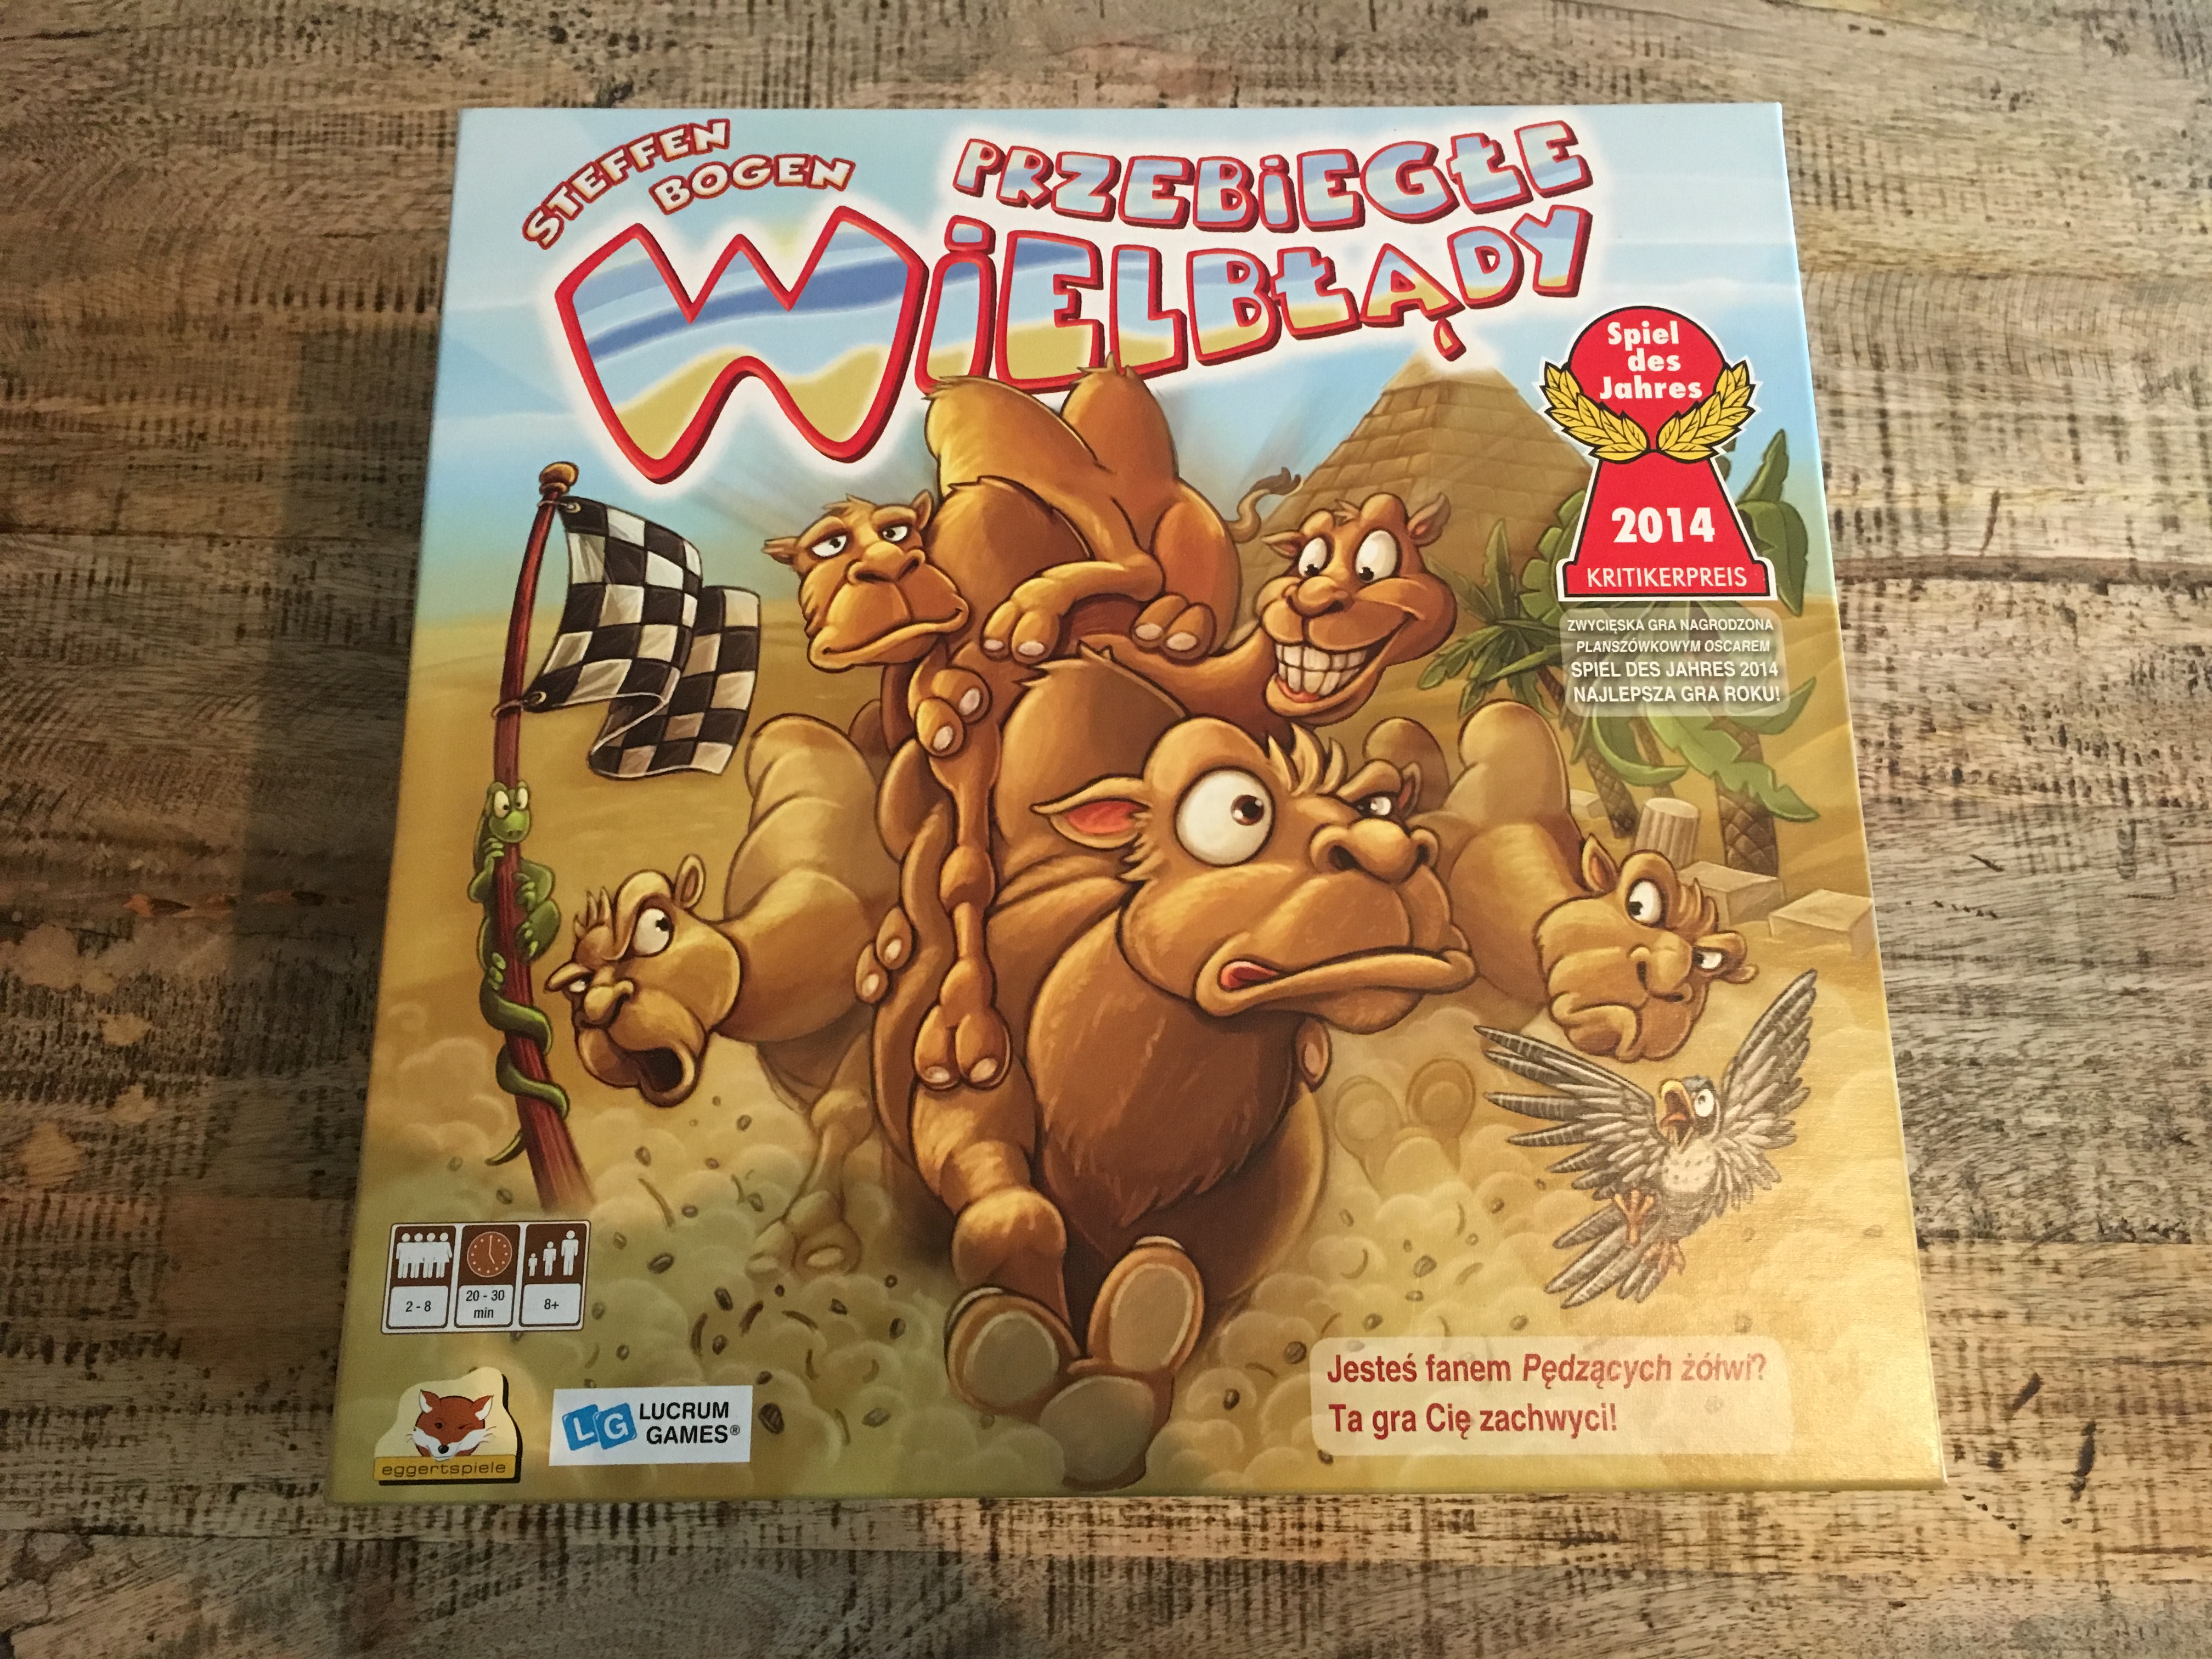 STEFFEN
BOGEN
PRZEBIEGŁE
WIELBŁĄDY
Spiel
des
Jahres
2014
KRITIKERPREIS
ZWYCIĘSKA GRA NAGRODZONA
PLANSZÓWKOWYM OSCAREM
SPIEL DES JAHRES 2014
NAJLEPSZA GRA ROKU!
2 - 8
20 - 30
min
8+
eggertspiele
LG
LUCRUM
GAMES®
Jesteś fanem Pędzących żółwi?
Ta gra Cię zachwyci!